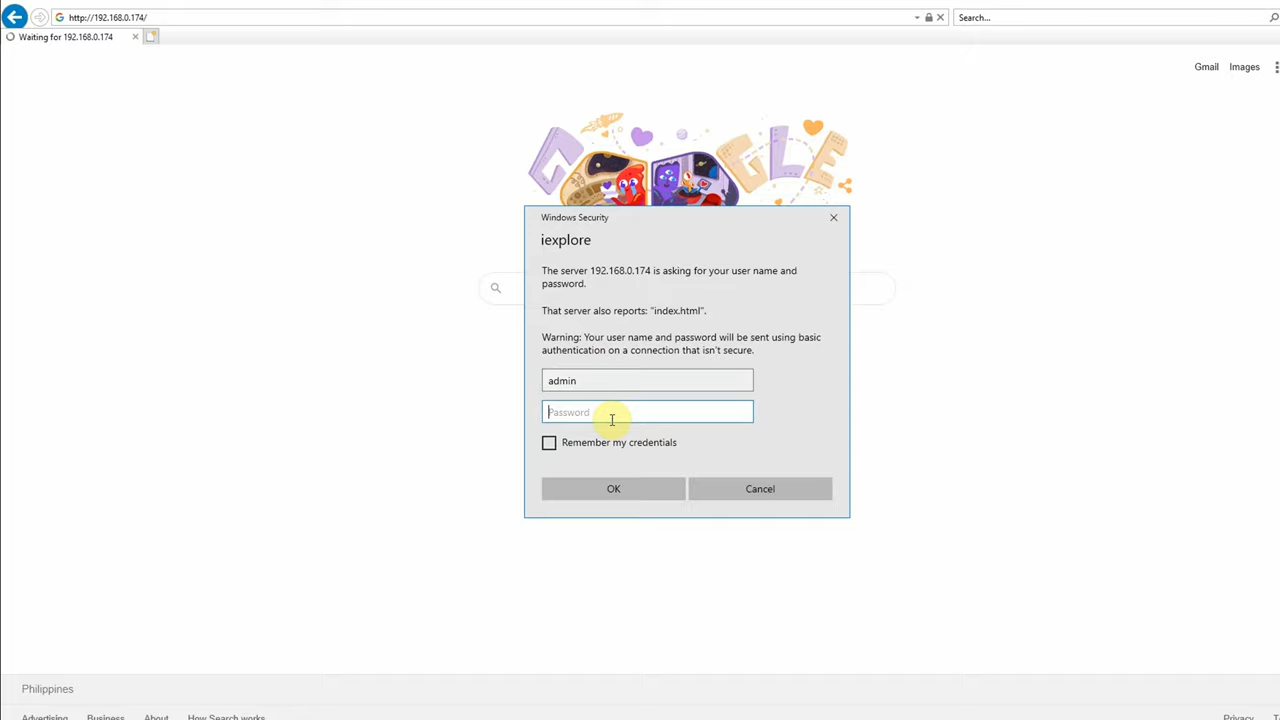 http://192.168.0.174/
Search...
Waiting for 192.168.0.174
Gmail Images
G GLE
Windows Security
iexplore
The server 192.168.0.174 is asking for your user name and
password.
That server also reports: "index.html".
Warning: Your user name and password will be sent using basic
authentication on a connection that isn't secure.
admin
Password
Remember my credentials
OK Cancel
Philippines
Advertising Business About How Search works Privacy